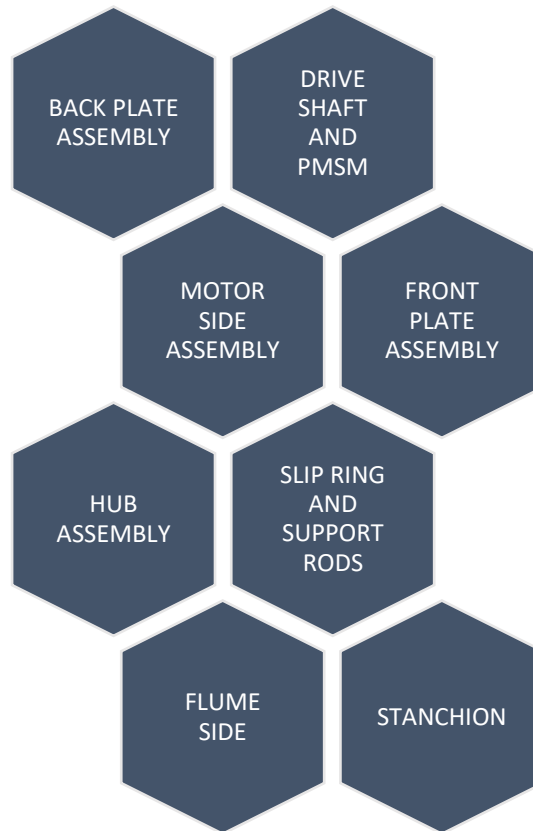 BACK PLATE
ASSEMBLY
DRIVE
SHAFT
AND
PMSM
MOTOR
SIDE
ASSEMBLY
FRONT
PLATE
ASSEMBLY
HUB
ASSEMBLY
SLIP RING
AND
SUPPORT
RODS
FLUME
SIDE
STANCHION